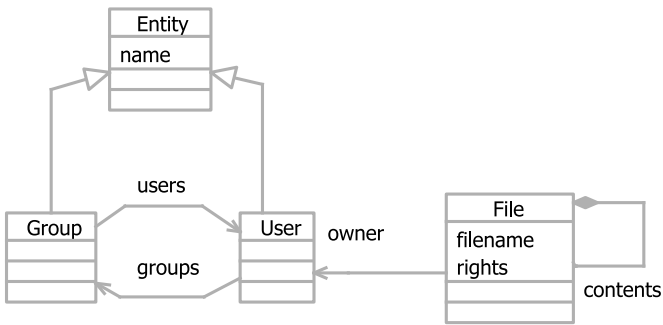 Entity
name
users
Group
User
owner
File
filename
rights
groups
contents